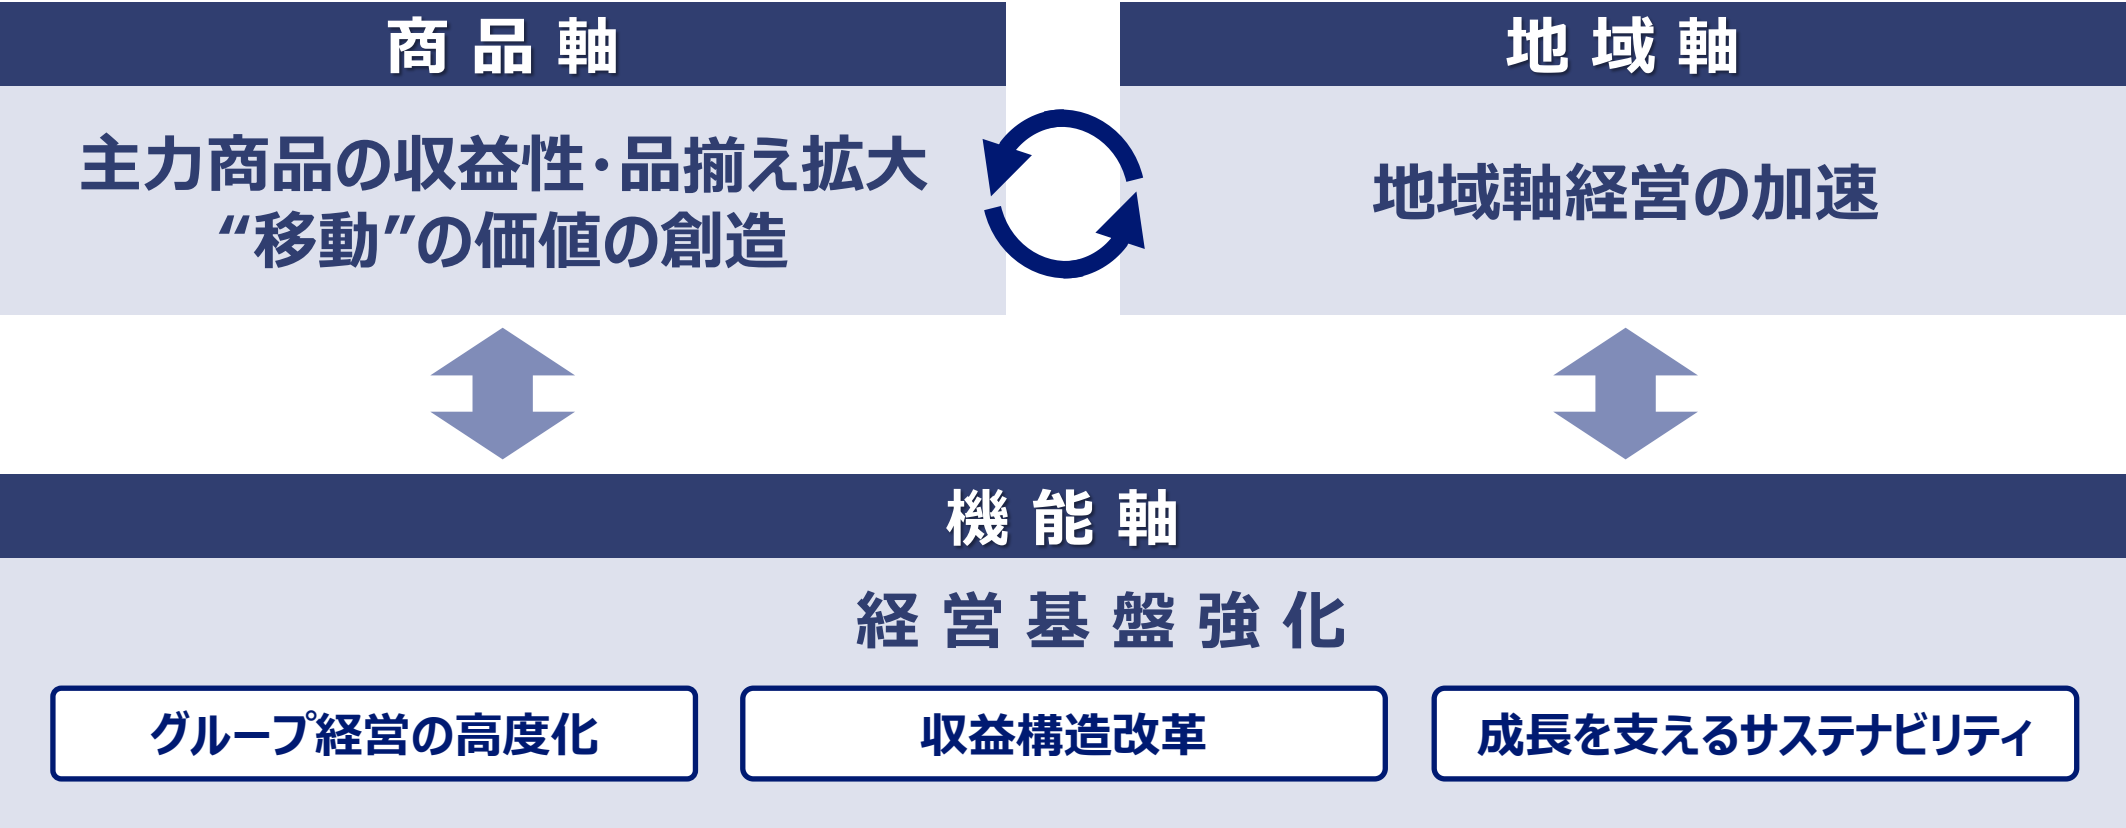 商品軸
主力商品の収益性・品揃え拡大
“移動”の価値の創造
地域軸
地域軸経営の加速
機能軸
経営基盤強化
グループ経営の高度化
収益構造改革
成長を支えるサステナビリティ